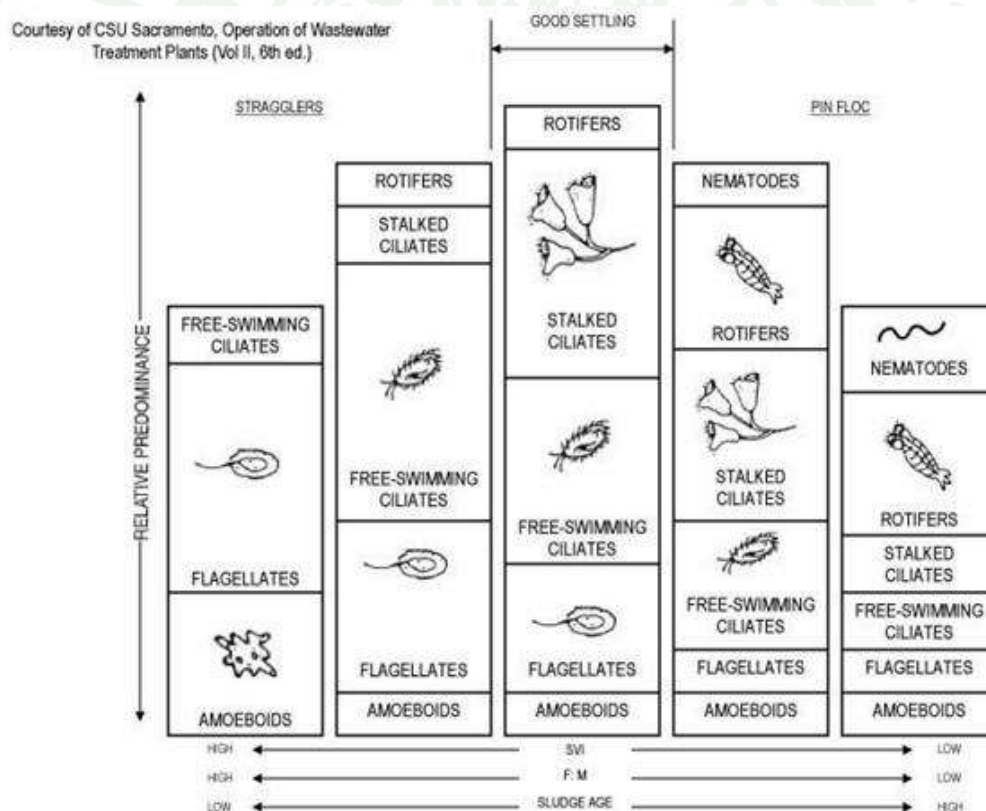 Courtesy of CSU Sacramento, Operation of Wastewater
Treatment Plants (Vol II, 6th ed.)
GOOD SETTLING
STRAGGLERS
PIN FLOC
RELATIVE PREDOMINANCE
FREE-SWIMMING
CILIATES
FLAGELLATES
AMOEBOIDS
ROTIFERS
STALKED
CILIATES
FREE-SWIMMING
CILIATES
FLAGELLATES
AMOEBOIDS
ROTIFERS
STALKED
CILIATES
FREE-SWIMMING
CILIATES
FLAGELLATES
AMOEBOIDS
NEMATODES
ROTIFERS
STALKED
CILIATES
FREE-SWIMMING
CILIATES
FLAGELLATES
AMOEBOIDS
NEMATODES
ROTIFERS
STALKED
CILIATES
FREE-SWIMMING
CILIATES
FLAGELLATES
AMOEBOIDS
HIGH SVI LOW
HIGH F: M LOW
LOW SLUDGE AGE HIGH